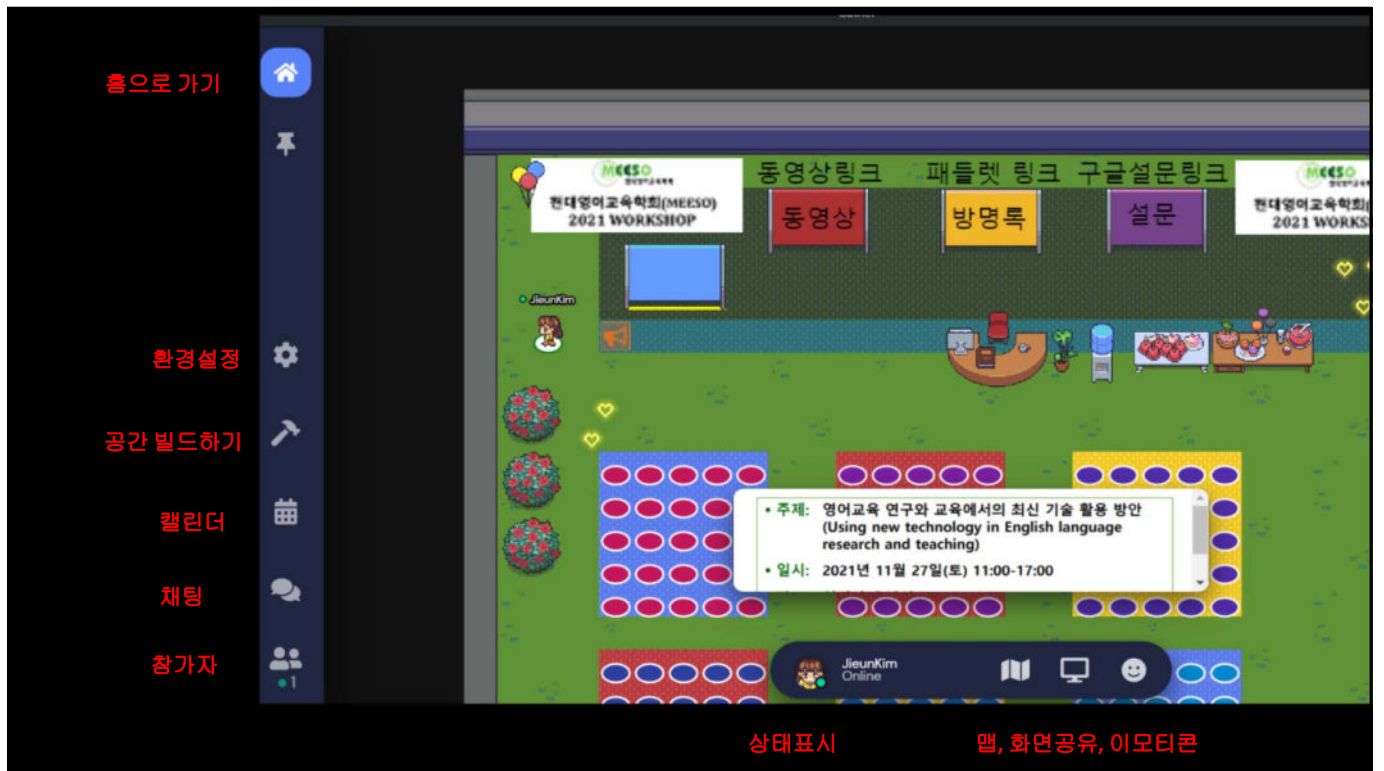 홈으로 가기
MEESO
현대영어교육학회(MEESO)
2021 WORKSHOP
동영상링크
패들렛 링크
구글설문링크
동영상
방명록
설문
MEESO
현대영어교육학회(
2021 WORKS
JieunKim
환경설정
공간 빌드하기
캘린더
채팅
참가자
1
• 주제: 영어교육 연구와 교육에서의 최신 기술 활용 방안
(Using new technology in English language
research and teaching)
• 일시: 2021년 11월 27일(토) 11:00-17:00
JieunKim
Online
상태표시
맵, 화면공유, 이모티콘